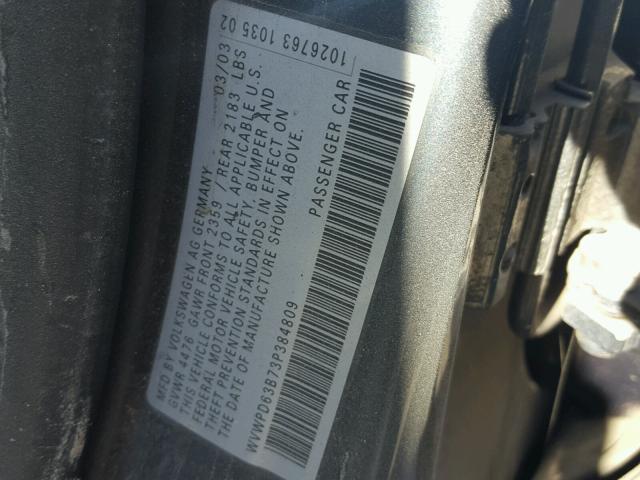 MFD BY VOLKSWAGEN AG GERMANY 03/03
GVWR 4476 GAWR FRONT 2359 / REAR 2183 LBS
THIS VEHICLE CONFORMS TO ALL APPLICABLE U.S.
FEDERAL MOTOR VEHICLE SAFETY, BUMPER AND
THEFT PREVENTION STANDARDS IN EFFECT ON
THE DATE OF MANUFACTURE SHOWN ABOVE.
WVWPD63B73P384809 PASSENGER CAR
1026763 1035 02